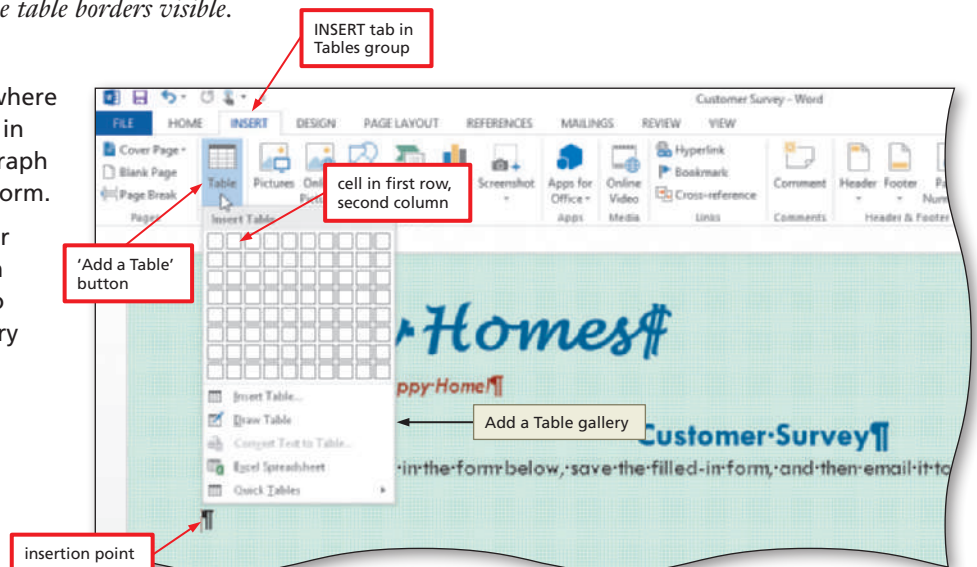 e table borders visible.
INSERT tab in
Tables group
where
in
raph
orm.
r
ry
Customer Survey - Word
FILE HOME INSERT DESIGN PAGE LAYOUT REFERENCES MAILINGS REVIEW VIEW
Cover Page
Blank Page
Page Break
Pages
Table
Pictures
Screenshot
Apps for
Office
Apps
Online
Video
Media
Hyperlink
Bookmark
Cross-reference
Links
Comment
Comments
Header Footer
Header & Footer
cell in first row,
second column
Insert Table
'Add a Table'
button
Homes¶
ppy·Home!¶
Insert Table...
Draw Table
Convert Text to Table...
Excel Spreadsheet
Quick Tables
Add a Table gallery
Customer·Survey¶
·in·the·form·below,·save·the·filled-in·form,·and·then·email·it·to
¶
insertion point